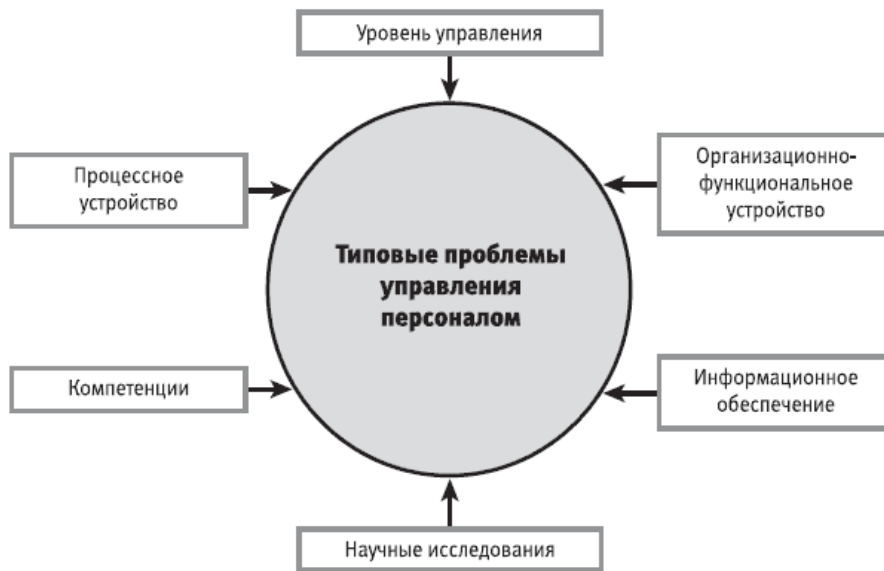 Уровень управления
Процессное
устройство
Организационно-
функциональное
устройство
Типовые проблемы
управления
персоналом
Компетенции
Информационное
обеспечение
Научные исследования